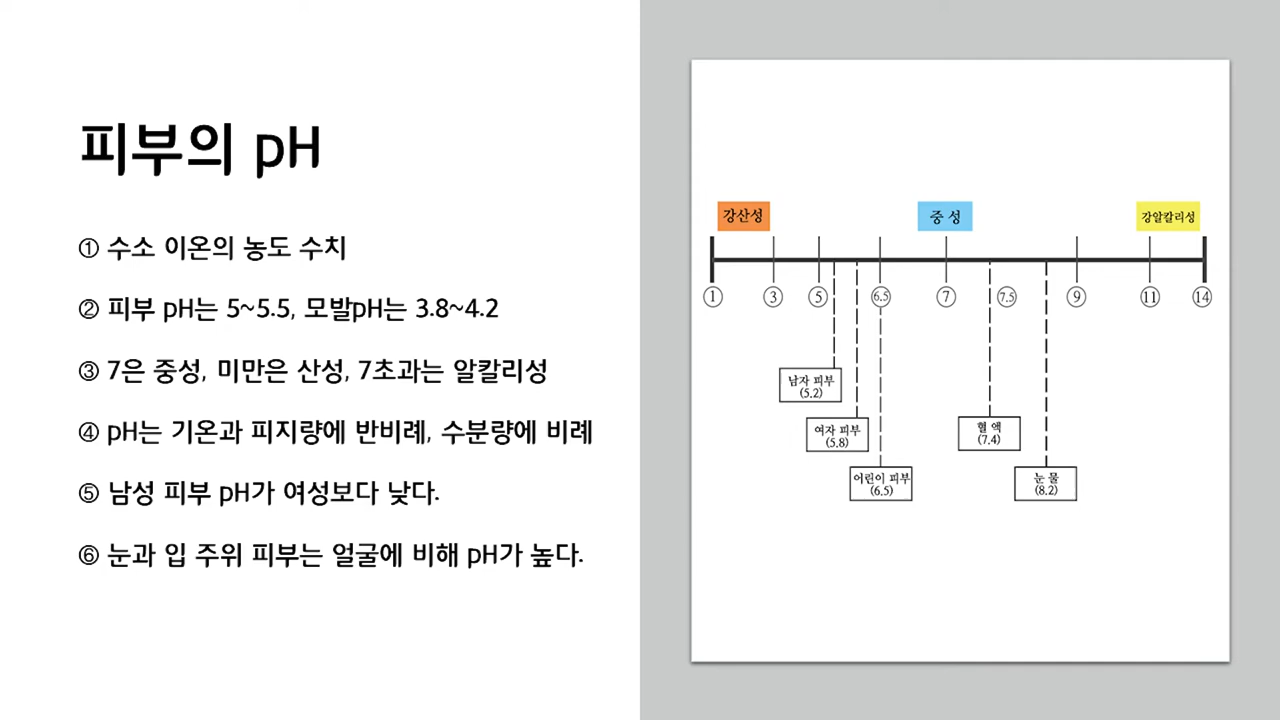 피부의 pH
① 수소 이온의 농도 수치
② 피부 pH는 5~5.5, 모발pH는 3.8~4.2
③ 7은 중성, 미만은 산성, 7초과는 알칼리성
④ pH는 기온과 피지량에 반비례, 수분량에 비례
⑤ 남성 피부 pH가 여성보다 낮다.
⑥ 눈과 입 주위 피부는 얼굴에 비해 pH가 높다.
강산성 중성 강알칼리성
① ③ ⑤ 6.5 ⑦ 7.5 ⑨ ⑪ ⑭
남자 피부
(5.2)
여자 피부
(5.8)
혈액
(7.4)
어린이 피부
(6.5)
눈물
(8.2)